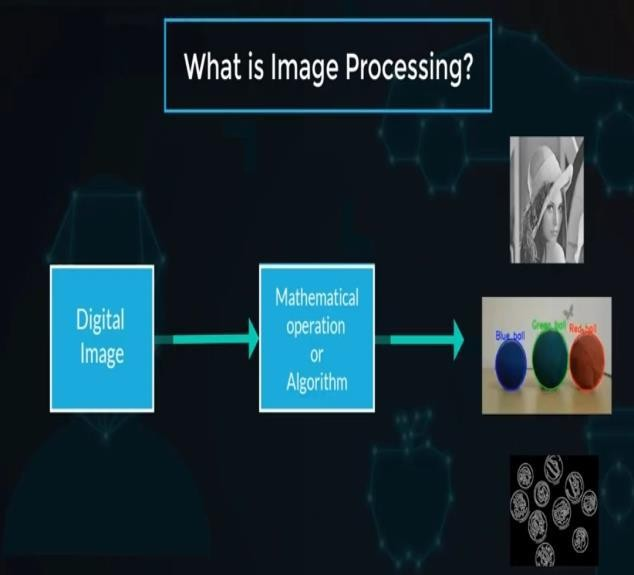 What is Image Processing?
Digital
Image
Mathematical
operation
or
Algorithm
Blue ball
Green ball
Red ball